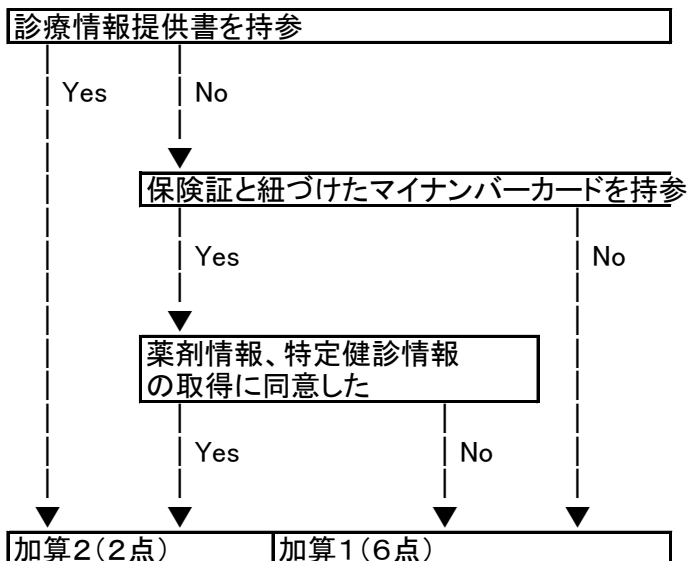 診療情報提供書を持参
Yes
No
保険証と紐づけたマイナンバーカードを持参
Yes
No
薬剤情報、特定健診情報
の取得に同意した
Yes
No
加算2(2点)
加算1(6点)